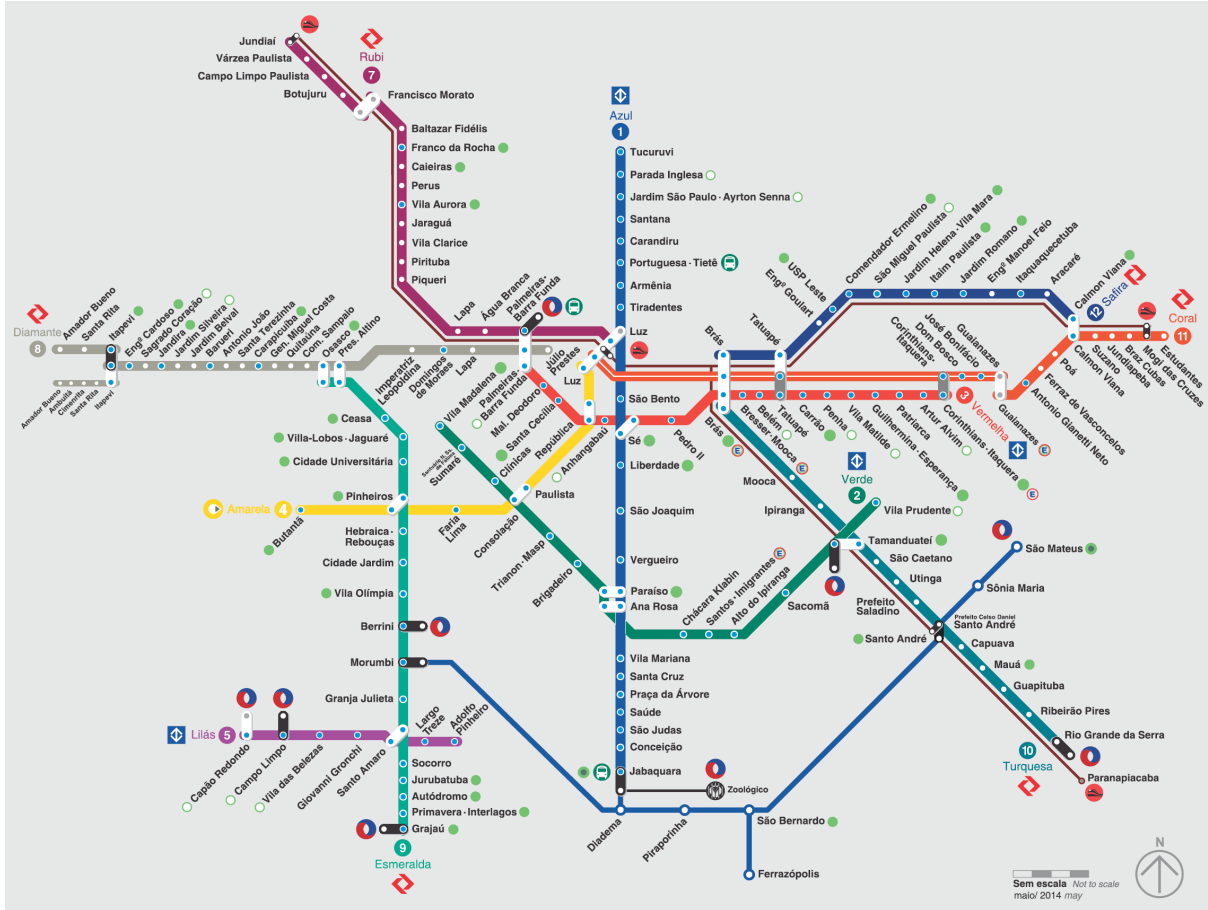 Jundiaí
Várzea Paulista
Campo Limpo Paulista
Botujuru
Rubi
7
Francisco Morato
Baltazar Fidélis
Franco da Rocha
Caieiras
Perus
Vila Aurora
Jaraguá
Vila Clarice
Pirituba
Piqueri
Lapa
Água Branca
Palmeiras-
Barra Funda
Azul
1
Tucuruvi
Parada Inglesa
Jardim São Paulo · Ayrton Senna
Santana
Carandiru
Portuguesa · Tietê
Armênia
Tiradentes
Luz
São Bento
Sé
Liberdade
São Joaquim
Vergueiro
Paraíso
Ana Rosa
Vila Mariana
Santa Cruz
Praça da Árvore
Saúde
São Judas
Conceição
Jabaquara
Zoológico
Diamante
8
Amador Bueno
Santa Rita
Itapevi
Engº Cardoso
Sagrado Coração
Jandira
Jardim Silveira
Jardim Belval
Barueri
Antonio João
Santa Terezinha
Carapicuíba
Gen. Miguel Costa
Quitaúna
Com. Sampaio
Osasco
Pres. Altino
Imperatriz
Leopoldina
Domingos
de Moraes
Lapa
Júlio
Prestes
Amador Bueno
Ambuitá
Cimenrita
Santa Rita
Itapevi
Ceasa
Villa-Lobos · Jaguaré
Cidade Universitária
Pinheiros
Hebraica ·
Rebouças
Cidade Jardim
Vila Olímpia
Berrini
Morumbi
Granja Julieta
Santo Amaro
Socorro
Jurubatuba
Autódromo
Primavera · Interlagos
Grajaú
9
Esmeralda
Lilás
5
Capão Redondo
Campo Limpo
Vila das Belezas
Giovanni Gronchi
Largo
Treze
Adolfo
Pinheiro
Amarela
4
Butantã
Faria
Lima
Paulista
República
Luz
Vila Madalena
Santuário N. Sra.
de Fátima
Sumaré
Clínicas
Consolação
Trianon · Masp
Brigadeiro
Chácara Klabin
Santos · Imigrantes
Alto do Ipiranga
Sacomã
Tamanduateí
Vila Prudente
Verde
2
Palmeiras-
Barra Funda
Mal. Deodoro
Santa Cecília
Anhangabaú
Pedro II
Brás
Bresser · Mooca
Belém
Tatuapé
Carrão
Penha
Vila Matilde
Guilhermina · Esperança
Patriarca
Artur Alvim
Corinthians · Itaquera
3
Vermelha
Brás
Tatuapé
USP Leste
Engº Goulart
Comendador Ermelino
São Miguel Paulista
Jardim Helena · Vila Mara
Itaim Paulista
Jardim Romano
Engº Manoel Feio
Itaquaquecetuba
Aracaré
Calmon Viana
12
Safira
Coral
11
Corinthians-
Itaquera
Dom Bosco
José Bonifácio
Guaianazes
Guaianazes
Antonio Gianetti Neto
Ferraz de Vasconcelos
Poá
Calmon Viana
Suzano
Jundiapeba
Braz Cubas
Mogi das Cruzes
Estudantes
Mooca
Ipiranga
São Caetano
Utinga
Prefeito
Saladino
Prefeito Celso Daniel
Santo André
Santo André
Capuava
Mauá
Guapituba
Ribeirão Pires
Rio Grande da Serra
Paranapiacaba
10
Turquesa
São Mateus
Sônia Maria
Diadema
Piraporinha
São Bernardo
Ferrazópolis
E
E
E
E
E
N
Sem escala Not to scale
maio/ 2014 may